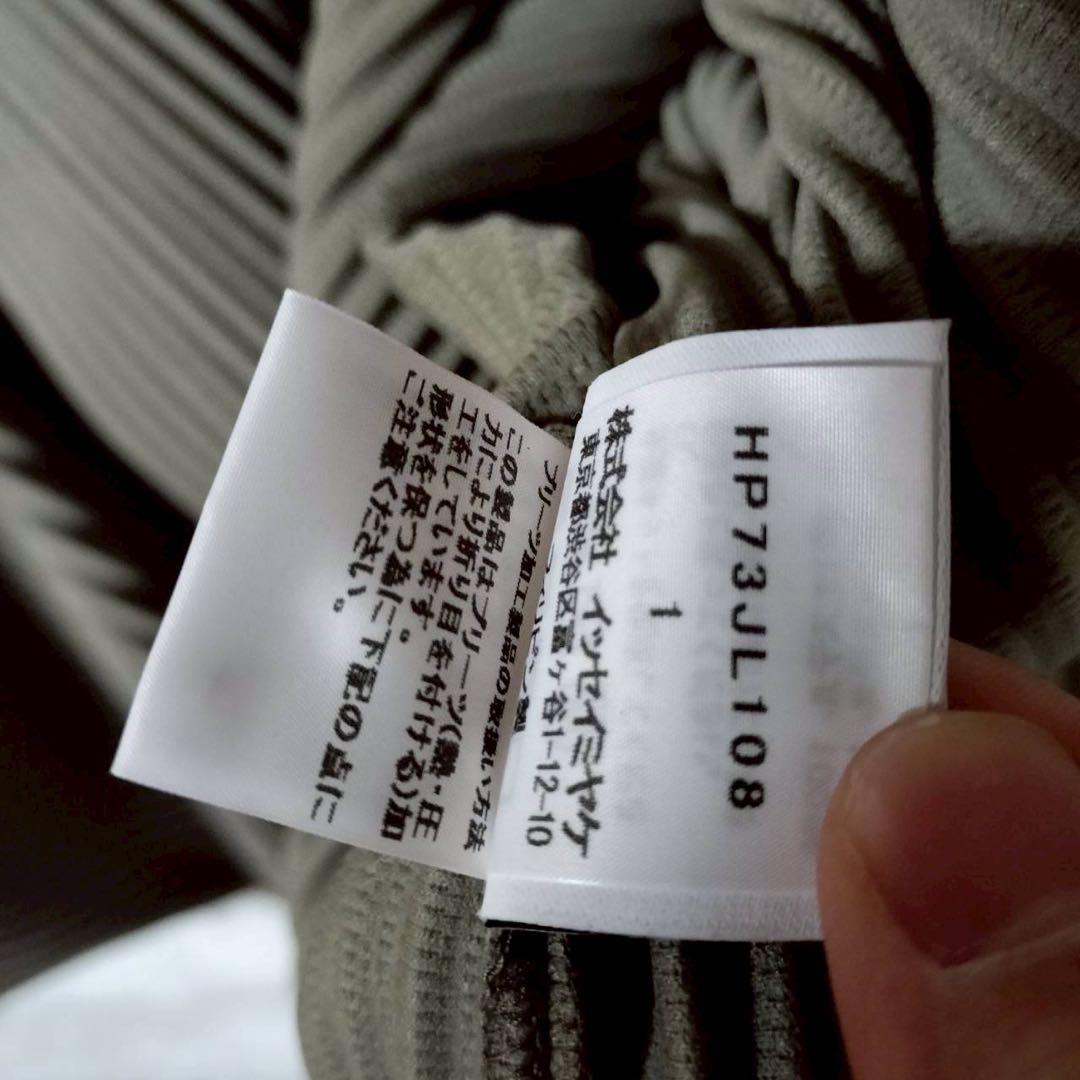 HP73JL108
1
株式会社 イッセイミヤケ
東京都渋谷区富ヶ谷1-12-10
プリーツ加工製品の取扱い方法
この製品はプリーツ(熱・圧
力により折り目を付ける)加
工をしています。
形状を保つ為に下記の点に
ご注意ください。